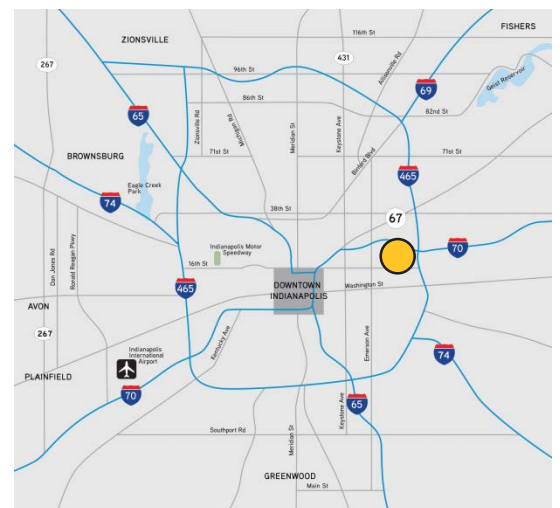 116th St
FISHERS
ZIONSVILLE
267
431
Allisonville Rd
96th St
Geist Reservoir
69
86th St
82nd St
65
Zionsville Rd
Michigan Rd
Meridian St
Keystone Ave
Binford Blvd
71st St
71st St
BROWNSBURG
465
Eagle Creek
Park
74
38th St
67
Indianapolis Motor
Speedway
70
Dan Jones Rd
Ronald Reagan Pkwy
16th St
465
DOWNTOWN
INDIANAPOLIS
Washington St
AVON
267
Kentucky Ave
Emerson Ave
Indianapolis
International
Airport
74
PLAINFIELD
70
65
Keystone Ave
Southport Rd
Meridian St
GREENWOOD
Main St